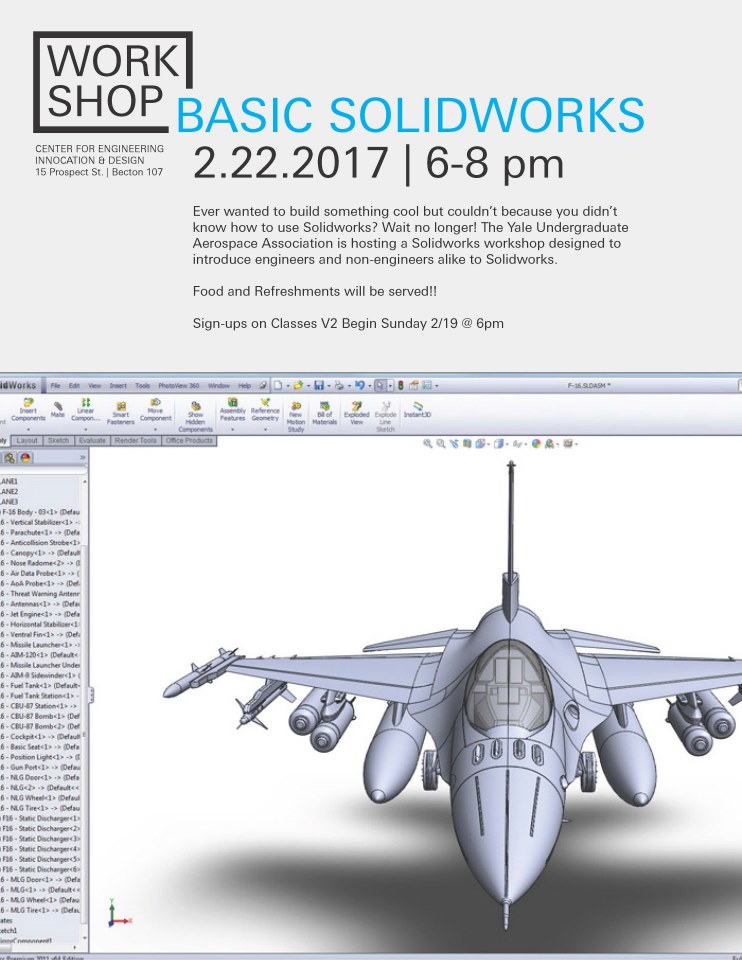 WORK
SHOP
BASIC SOLIDWORKS
CENTER FOR ENGINEERING
INNOCATION & DESIGN
15 Prospect St. | Becton 107
2.22.2017 | 6-8 pm
Ever wanted to build something cool but couldn't because you didn't
know how to use Solidworks? Wait no longer! The Yale Undergraduate
Aerospace Association is hosting a Solidworks workshop designed to
introduce engineers and non-engineers alike to Solidworks.
Food and Refreshments will be served!!
Sign-ups on Classes V2 Begin Sunday 2/19 @ 6pm
idWorks File Edit View Insert Tools PhotoView 360 Window Help F-16.SLDASM *
Insert Components Mate Linear Compon... Smart Fasteners Move Component Show Hidden Components Assembly Features Reference Geometry New Motion Study Bill of Materials Exploded View Explode Line Sketch Instant3D
ly Layout Sketch Evaluate Render Tools Office Products
ANE1
ANE2
ANE3
F-16 Body - 03<1> (Defau
6 - Vertical Stabilizer<1> -
6 - Parachute<1> -> (Defau
6 - Anticollision Strobe<1>
6 - Canopy<1> -> (Default
6 - Nose Radome<2> -> (
6 - Air Data Probe<1> -> (
6 - AoA Probe<1> -> (Def
6 - Threat Warning Antenr
6 - Antennas<1> -> (Defau
6 - Jet Engine<1> -> (Defa
6 - Horizontal Stabilizer<1
6 - Ventral Fin<1> -> (Defa
6 - Missile Launcher<1> ->
6 - AIM-120<1> -> (Default<
6 - Missile Launcher Under
6 - AIM-9 Sidewinder<1> -> (
6 - Fuel Tank<1> -> (Default
6 - Fuel Tank Station<1> -
6 - CBU-87 Station<1> ->
6 - CBU-87 Bomb<1> (Def
6 - CBU-87 Bomb<2> (Def
6 - Cockpit<1> -> (Default
6 - Basic Seat<1> -> (Defau
6 - Position Light<1> -> (
6 - Gun Port<1> -> (Defau
6 - NLG Door<1> -> (Defau
6 - NLG<2> -> (Default<<
6 - NLG Wheel<1> -> (Defau
6 - NLG Tire<1> -> (Defau
F16 - Static Discharger<1>
F16 - Static Discharger<2>
F16 - Static Discharger<3>
F16 - Static Discharger<4>
F16 - Static Discharger<5>
F16 - Static Discharger<6>
6 - MLG Door<1> -> (Defa
6 - MLG<1> -> (Default<<
6 - MLG Wheel<1> -> (Def
6 - MLG Tire<1> -> (Defau
ates
etch1
Y
X
Premium 2011 x64 Edition